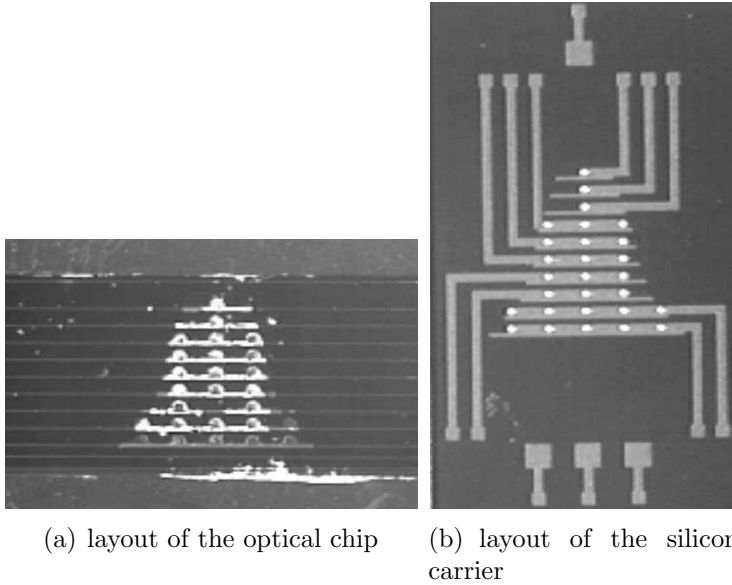 (a) layout of the optical chip
(b) layout of the silicon
carrier